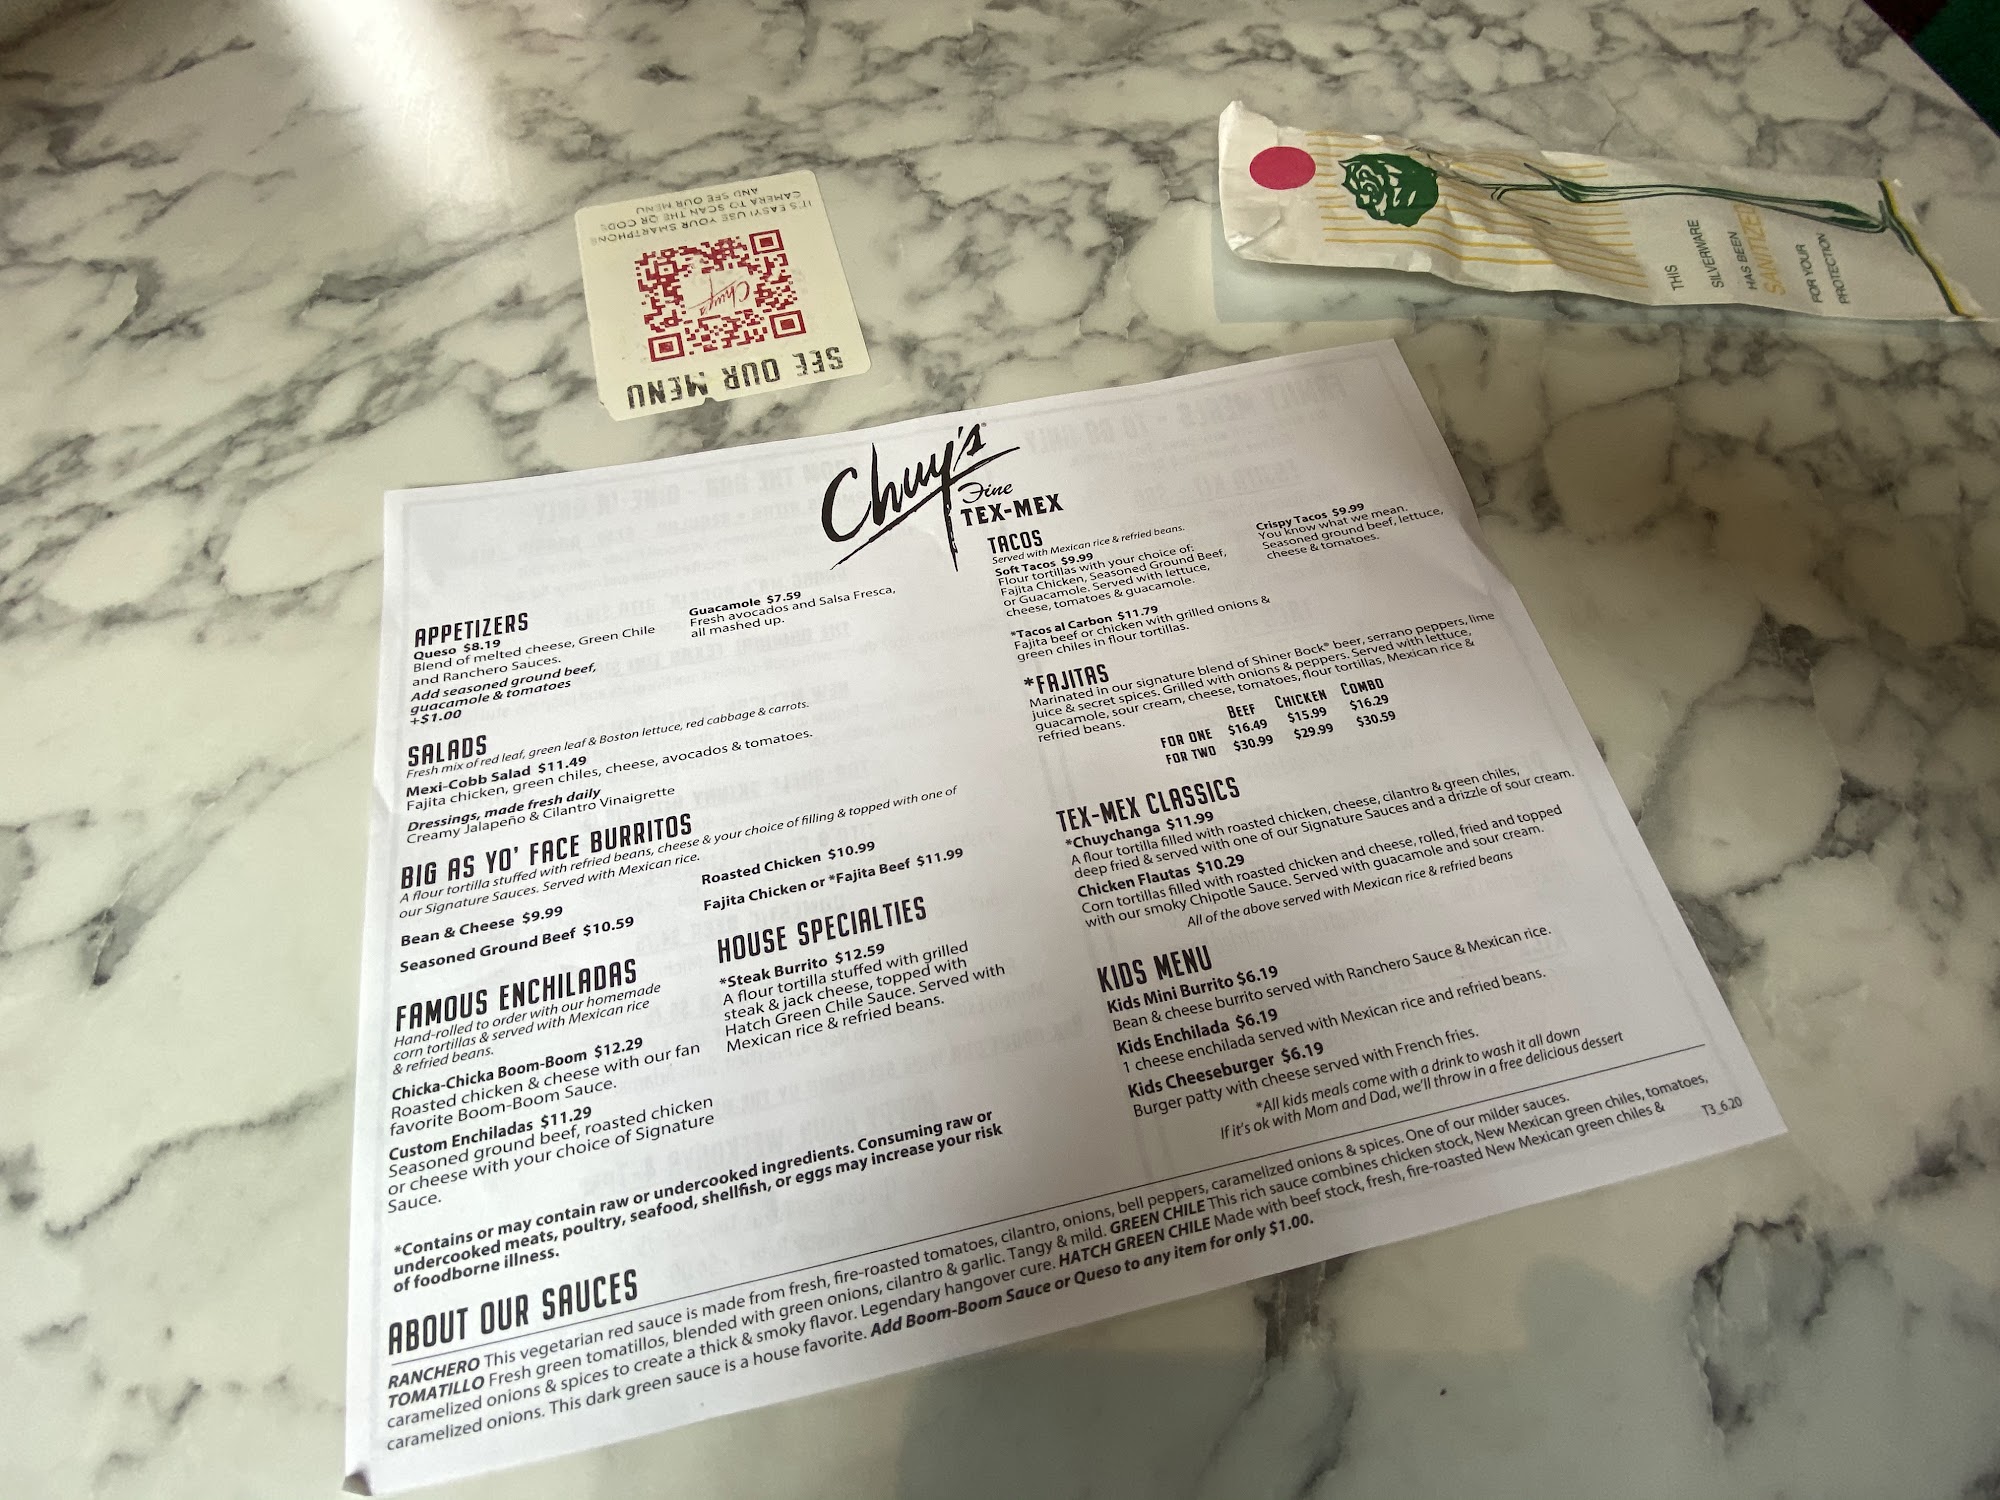 IT'S EASY! USE YOUR SMARTPHONE
CAMERA TO SCAN THE QR CODE
AND SEE OUR MENU
Chuy's
SEE OUR MENU
THIS
SILVERWARE
HAS BEEN
SANITIZED
FOR YOUR
PROTECTION
Chuy's
Fine
TEX-MEX
APPETIZERS
Queso $8.19
Blend of melted cheese, Green Chile
and Ranchero Sauces.
Add seasoned ground beef,
guacamole & tomatoes
+$1.00
Guacamole $7.59
Fresh avocados and Salsa Fresca,
all mashed up.
SALADS
Fresh mix of red leaf, green leaf & Boston lettuce, red cabbage & carrots.
Mexi-Cobb Salad $11.49
Fajita chicken, green chiles, cheese, avocados & tomatoes.
Dressings, made fresh daily
Creamy Jalapeño & Cilantro Vinaigrette
BIG AS YO' FACE BURRITOS
A flour tortilla stuffed with refried beans, cheese & your choice of filling & topped with one of
our Signature Sauces. Served with Mexican rice.
Bean & Cheese $9.99
Seasoned Ground Beef $10.59
Roasted Chicken $10.99
Fajita Chicken or *Fajita Beef $11.99
FAMOUS ENCHILADAS
Hand-rolled to order with our homemade
corn tortillas & served with Mexican rice
& refried beans.
Chicka-Chicka Boom-Boom $12.29
Roasted chicken & cheese with our fan
favorite Boom-Boom Sauce.
Custom Enchiladas $11.29
Seasoned ground beef, roasted chicken
or cheese with your choice of Signature
Sauce.
HOUSE SPECIALTIES
*Steak Burrito $12.59
A flour tortilla stuffed with grilled
steak & jack cheese, topped with
Hatch Green Chile Sauce. Served with
Mexican rice & refried beans.
*Contains or may contain raw or undercooked ingredients. Consuming raw or
undercooked meats, poultry, seafood, shellfish, or eggs may increase your risk
of foodborne illness.
TACOS
Served with Mexican rice & refried beans.
Soft Tacos $9.99
Flour tortillas with your choice of:
Fajita Chicken, Seasoned Ground Beef,
or Guacamole. Served with lettuce,
cheese, tomatoes & guacamole.
Crispy Tacos $9.99
You know what we mean.
Seasoned ground beef, lettuce,
cheese & tomatoes.
*Tacos al Carbon $11.79
Fajita beef or chicken with grilled onions &
green chiles in flour tortillas.
*FAJITAS
Marinated in our signature blend of Shiner Bock® beer, serrano peppers, lime
juice & secret spices. Grilled with onions & peppers. Served with lettuce,
guacamole, sour cream, cheese, tomatoes, flour tortillas, Mexican rice &
refried beans.
BEEF CHICKEN COMBO
FOR ONE $16.49 $15.99 $16.29
FOR TWO $30.99 $29.99 $30.59
TEX-MEX CLASSICS
*Chuychanga $11.99
A flour tortilla filled with roasted chicken, cheese, cilantro & green chiles,
deep fried & served with one of our Signature Sauces and a drizzle of sour cream.
Chicken Flautas $10.29
Corn tortillas filled with roasted chicken and cheese, rolled, fried and topped
with our smoky Chipotle Sauce. Served with guacamole and sour cream.
All of the above served with Mexican rice & refried beans
KIDS MENU
Kids Mini Burrito $6.19
Bean & cheese burrito served with Ranchero Sauce & Mexican rice.
Kids Enchilada $6.19
1 cheese enchilada served with Mexican rice and refried beans.
Kids Cheeseburger $6.19
Burger patty with cheese served with French fries.
*All kids meals come with a drink to wash it all down
If it's ok with Mom and Dad, we'll throw in a free delicious dessert
ABOUT OUR SAUCES
RANCHERO This vegetarian red sauce is made from fresh, fire-roasted tomatoes, cilantro, onions, bell peppers, caramelized onions & spices. One of our milder sauces.
TOMATILLO Fresh green tomatillos, blended with green onions, cilantro & garlic. Tangy & mild. GREEN CHILE This rich sauce combines chicken stock, New Mexican green chiles, tomatoes,
caramelized onions & spices to create a thick & smoky flavor. Legendary hangover cure. HATCH GREEN CHILE Made with beef stock, fresh, fire-roasted New Mexican green chiles &
caramelized onions. This dark green sauce is a house favorite. Add Boom-Boom Sauce or Queso to any item for only $1.00.
T3_6.20